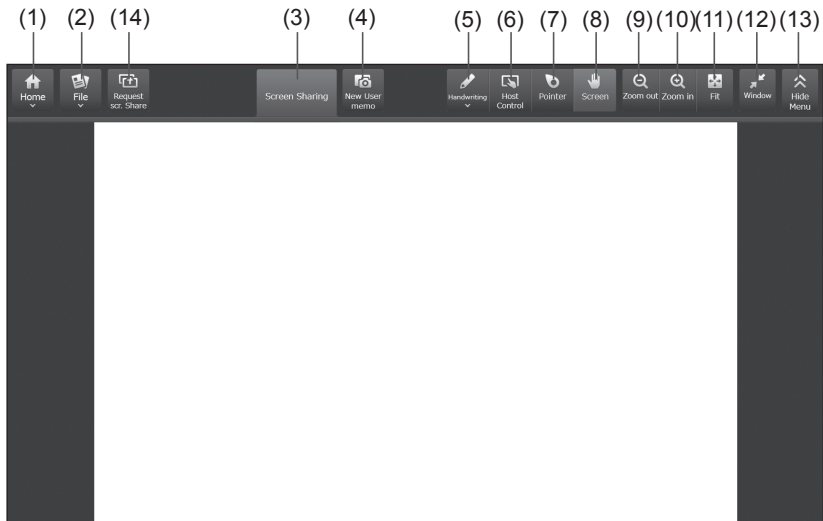 (1) (2) (14) (3) (4) (5) (6) (7) (8) (9) (10) (11) (12) (13)
Home File Request scr. Share Screen Sharing New User memo Handwriting Host Control Pointer Screen Zoom out Zoom in Fit Window Hide Menu